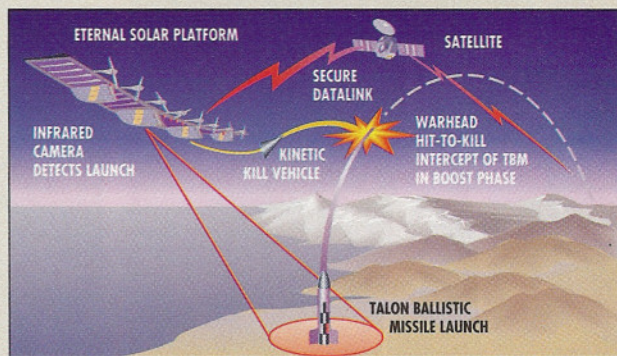 ETERNAL SOLAR PLATFORM
SATELLITE
SECURE
DATALINK
INFRARED
CAMERA
DETECTS LAUNCH
KINETIC
KILL VEHICLE
WARHEAD
HIT-TO-KILL
INTERCEPT OF TBM
IN BOOST PHASE
TALON BALLISTIC
MISSILE LAUNCH